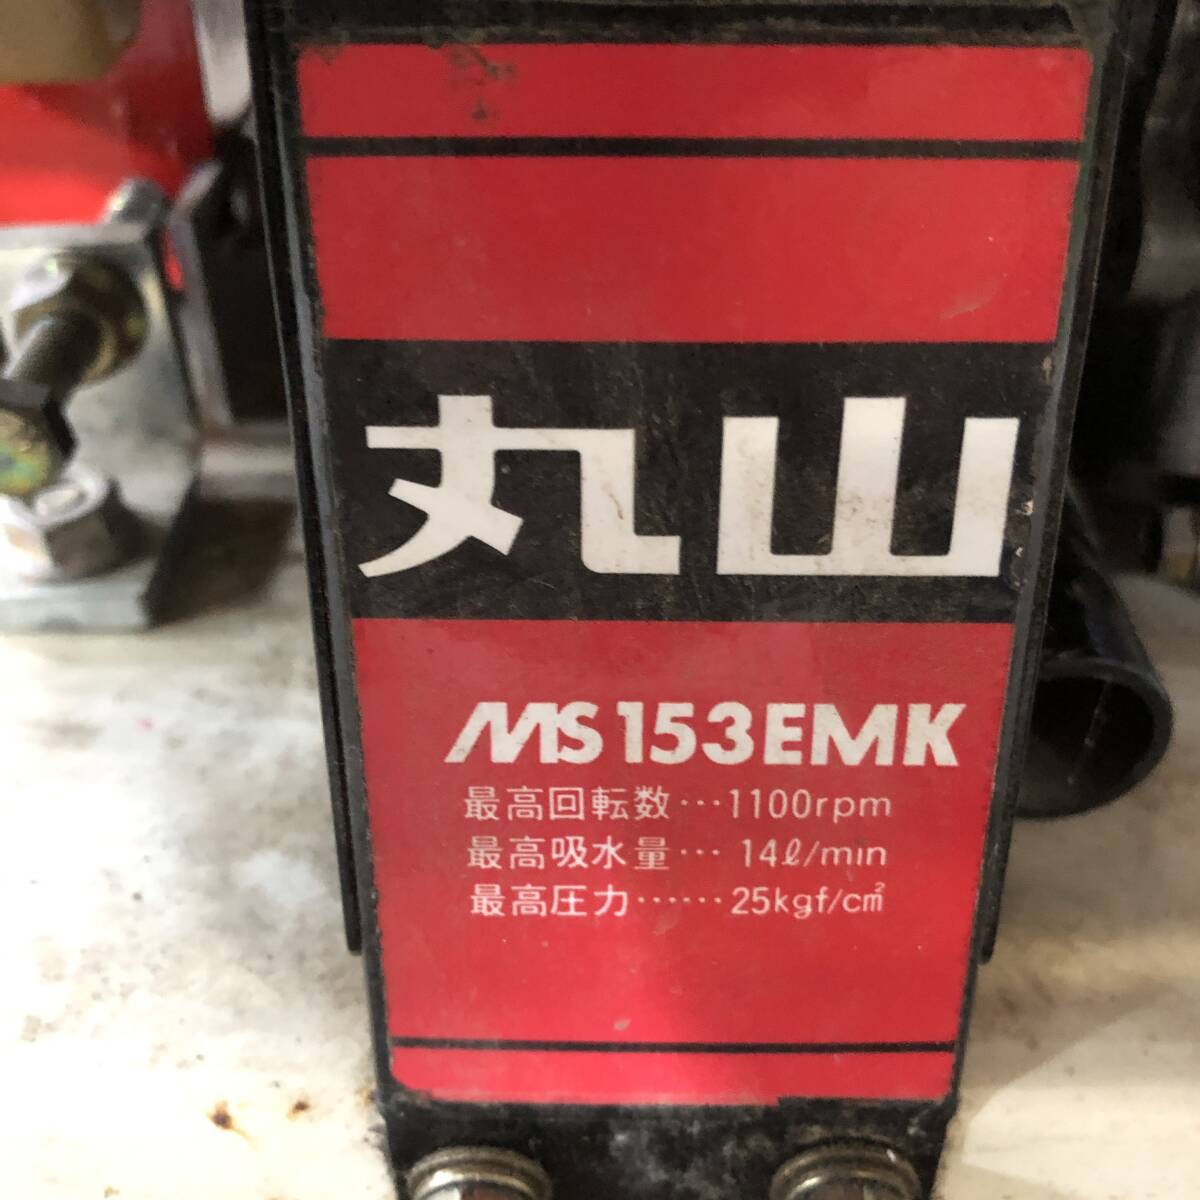 丸山
MS153EMK
最高回転数…1100rpm
最高吸水量… 14ℓ/min
最高圧力……25kgf/c㎡